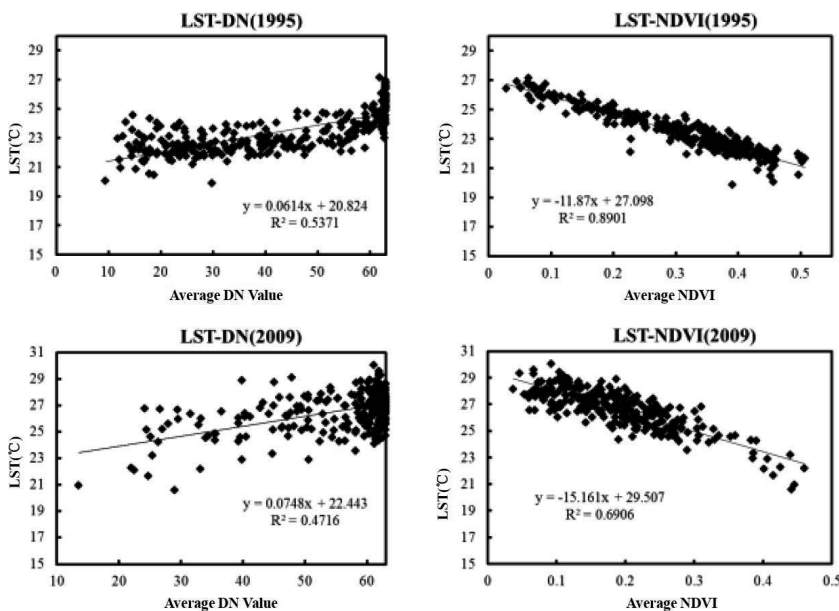 LST-DN(1995)
29
27
25
23
21
19
17
15
LST(℃)
y = 0.0614x + 20.824
R² = 0.5371
0 10 20 30 40 50 60
Average DN Value
LST-NDVI(1995)
29
27
25
23
21
19
17
15
LST(℃)
y = -11.87x + 27.098
R² = 0.8901
0 0.1 0.2 0.3 0.4 0.5
Average NDVI
LST-DN(2009)
31
29
27
25
23
21
19
17
15
LST(℃)
y = 0.0748x + 22.443
R² = 0.4716
10 20 30 40 50 60
Average DN Value
LST-NDVI(2009)
31
29
27
25
23
21
19
17
15
LST(℃)
y = -15.161x + 29.507
R² = 0.6906
0 0.1 0.2 0.3 0.4 0.5
Average NDVI